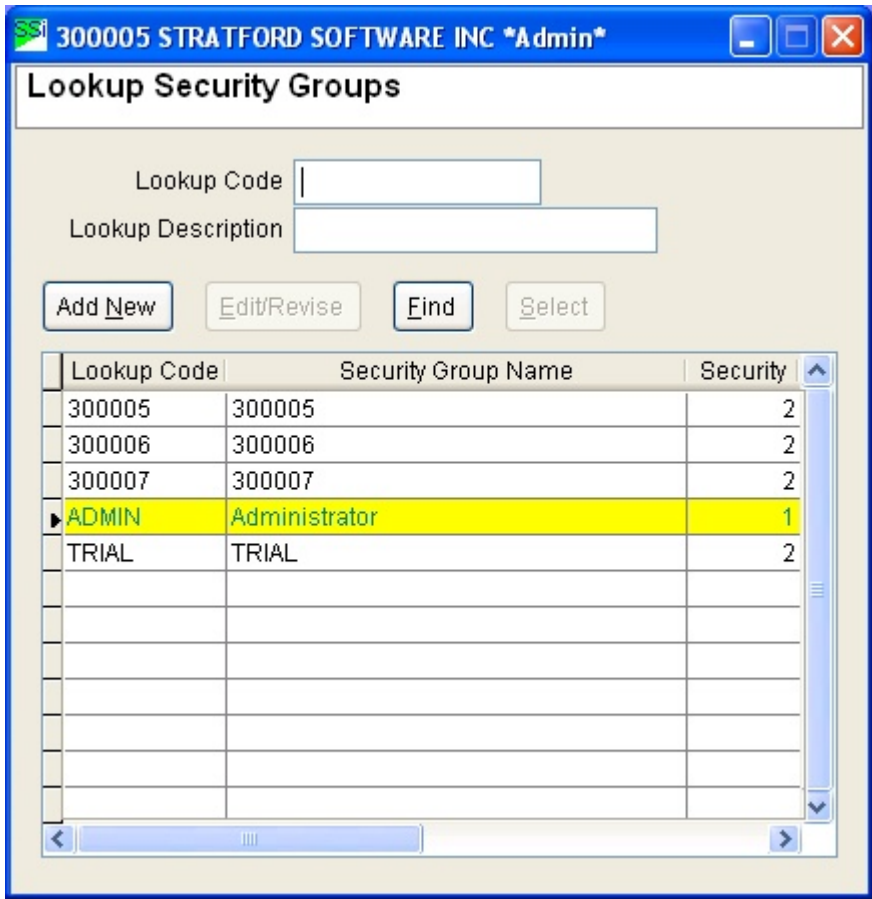 SSi 300005 STRATFORD SOFTWARE INC *Admin*
Lookup Security Groups
Lookup Code
Lookup Description
Add New Edit/Revise Find Select
Lookup Code Security Group Name Security
300005 300005 2
300006 300006 2
300007 300007 2
ADMIN Administrator 1
TRIAL TRIAL 2